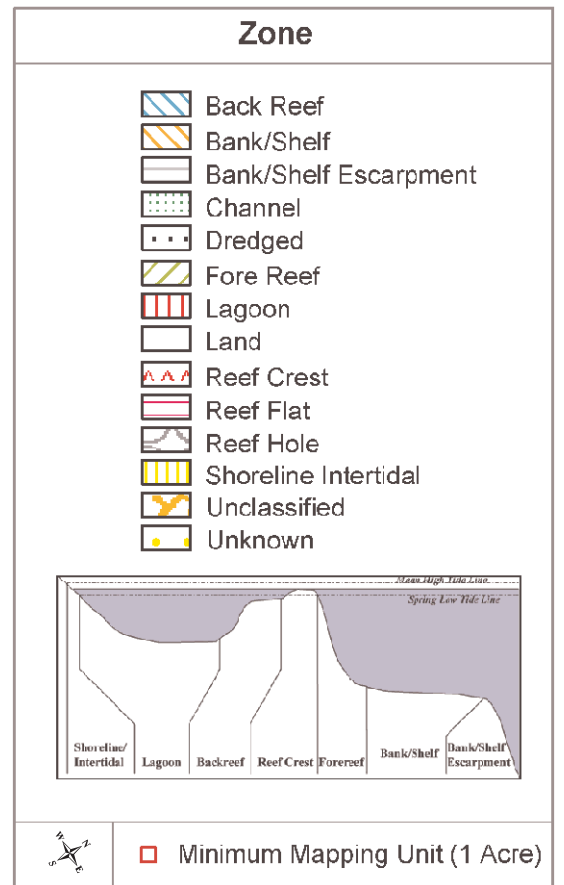 Zone
Back Reef
Bank/Shelf
Bank/Shelf Escarpment
Channel
Dredged
Fore Reef
Lagoon
Land
Reef Crest
Reef Flat
Reef Hole
Shoreline Intertidal
Unclassified
Unknown
Mean High Tide Line
Spring Low Tide Line
Shoreline/
Intertidal
Lagoon
Backreef
Reef Crest
Forereef
Bank/Shelf
Bank/Shelf
Escarpment
W N
S E
Minimum Mapping Unit (1 Acre)